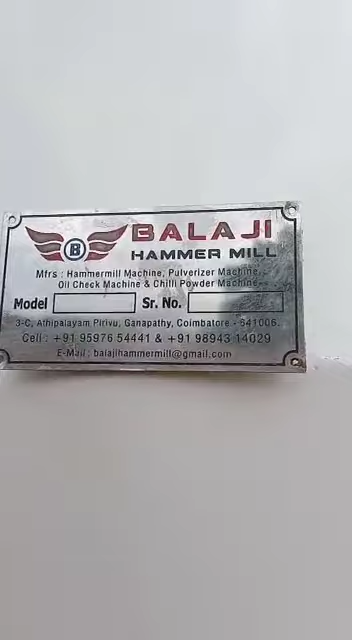 B
BALAJI
HAMMER MILL
Mfrs : Hammermill Machine, Pulverizer Machine,
Oil Check Machine & Chilli Powder Machine
Model
Sr. No.
3-C, Athipalayam Pirivu, Ganapathy, Coimbatore - 641006.
Cell : +91 95976 54441 & +91 98943 14029
E-Mail : balajihammermill@gmail.com